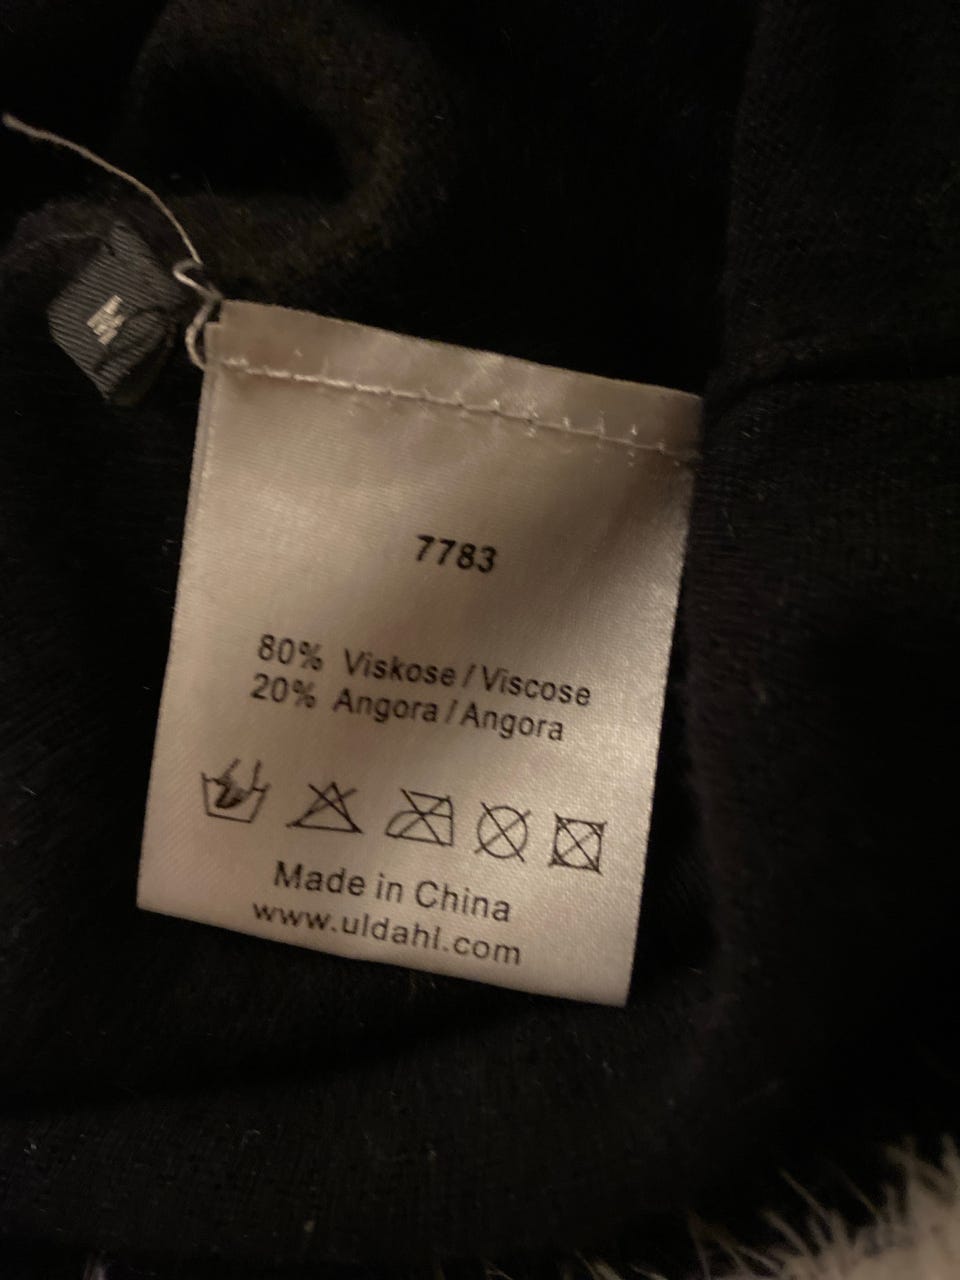 7783
80% Viskose / Viscose
20% Angora / Angora
Made in China
www.uldahl.com